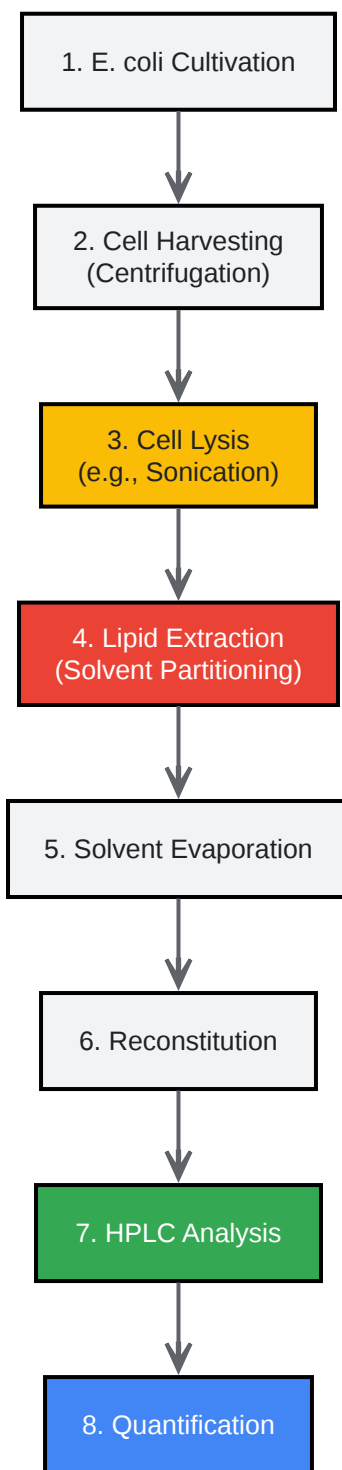 1. E. coli Cultivation
2. Cell Harvesting
(Centrifugation)
3. Cell Lysis
(e.g., Sonication)
4. Lipid Extraction
(Solvent Partitioning)
5. Solvent Evaporation
6. Reconstitution
7. HPLC Analysis
8. Quantification